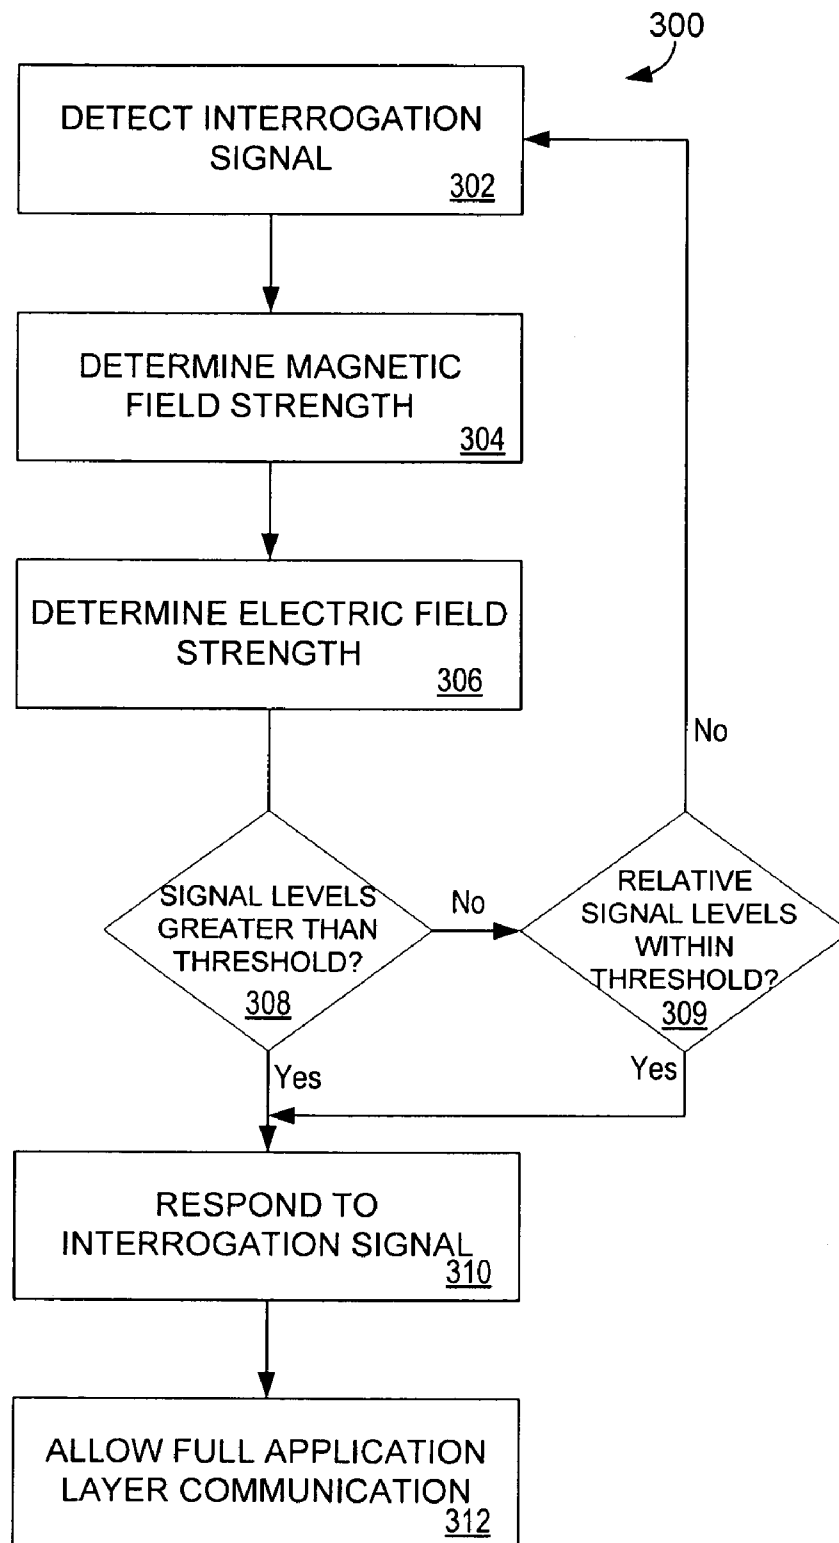 300
DETECT INTERROGATION
SIGNAL
302
DETERMINE MAGNETIC
FIELD STRENGTH
304
DETERMINE ELECTRIC FIELD
STRENGTH
306
No
SIGNAL LEVELS
GREATER THAN
THRESHOLD?
308
No
RELATIVE
SIGNAL LEVELS
WITHIN
THRESHOLD?
309
Yes
Yes
RESPOND TO
INTERROGATION SIGNAL
310
ALLOW FULL APPLICATION
LAYER COMMUNICATION
312